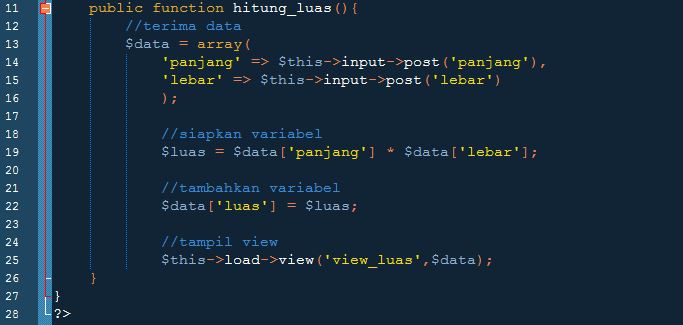 11 public function hitung_luas(){
12 //terima data
13 $data = array(
14 'panjang' => $this->input->post('panjang'),
15 'lebar' => $this->input->post('lebar')
16 );
17
18 //siapkan variabel
19 $luas = $data['panjang'] * $data['lebar'];
20
21 //tambahkan variabel
22 $data['luas'] = $luas;
23
24 //tampil view
25 $this->load->view('view_luas',$data);
26 }
27 }
28 ?>